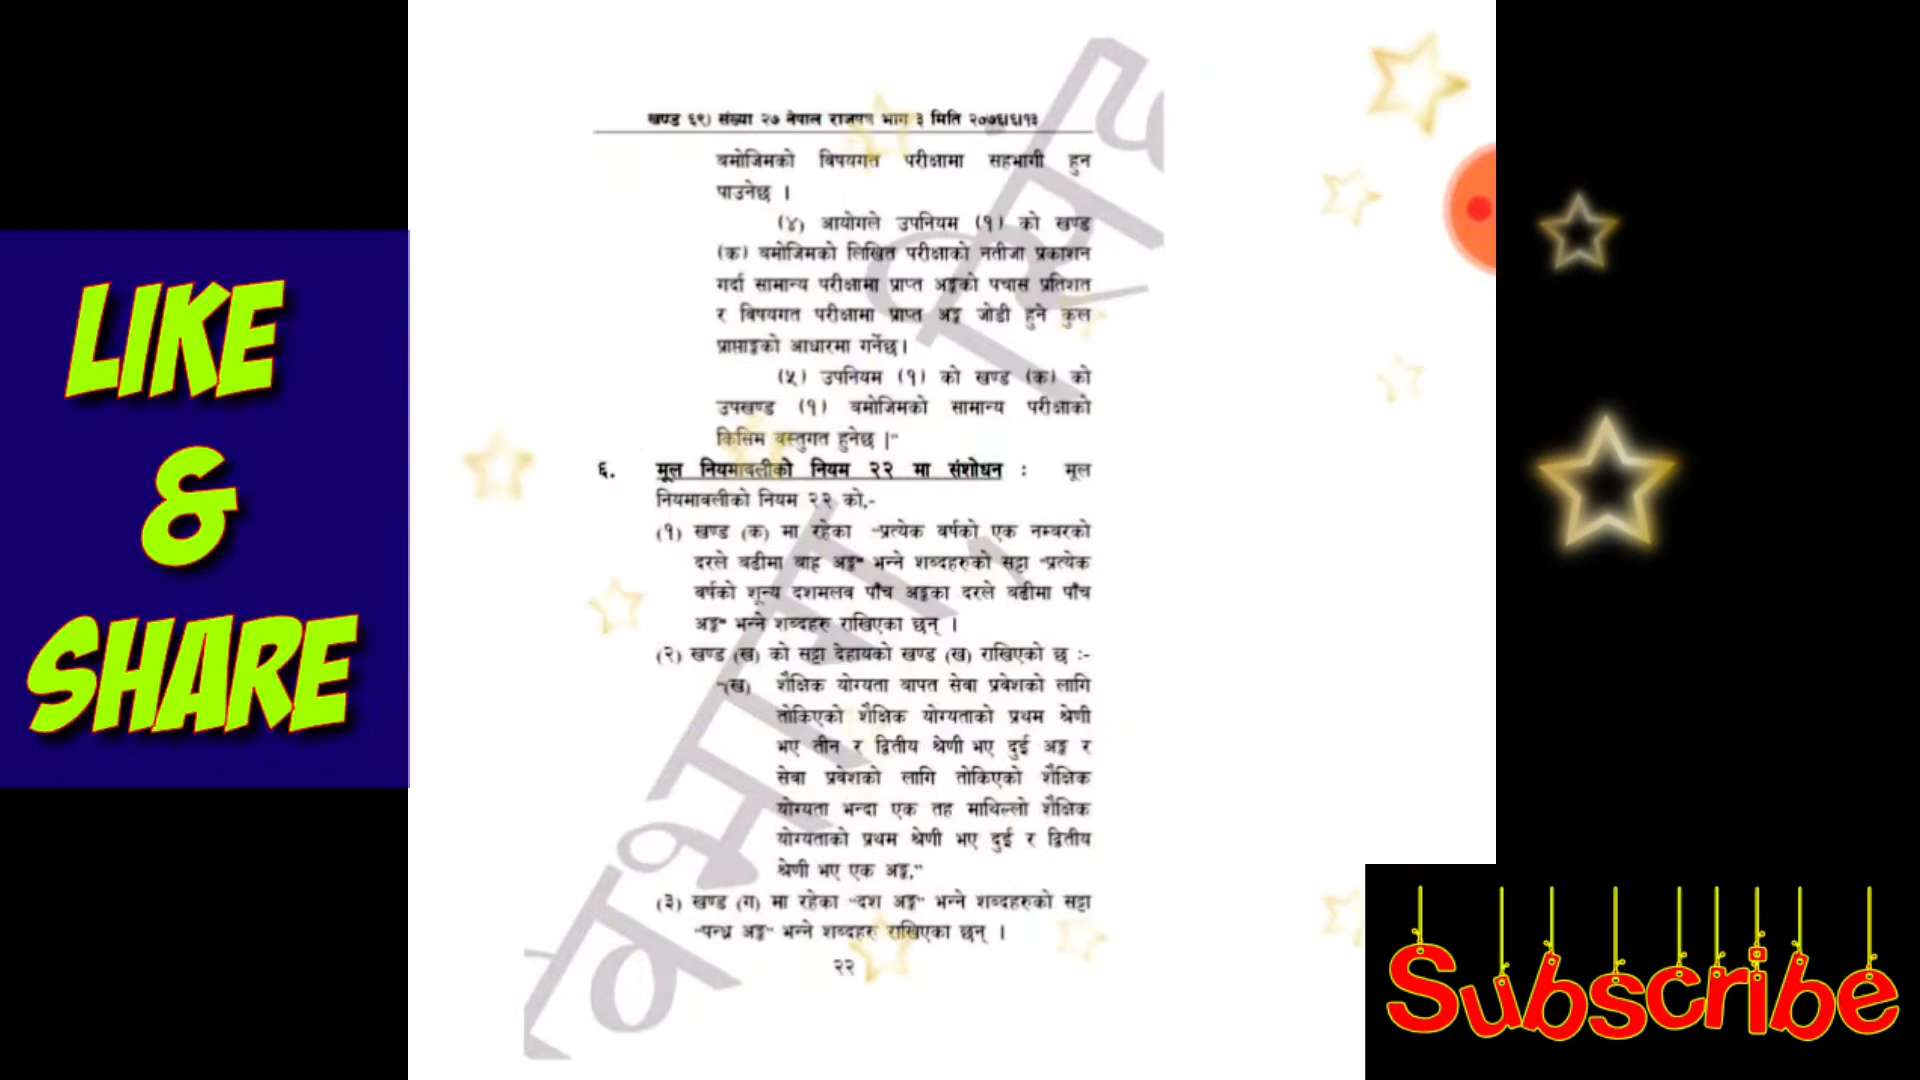 LIKE
&
SHARE
खण्ड ६९) संख्या २७ नेपाल राजपत्र भाग ३ मिति २०७६।६।१३
बमोजिमको विषयगत परीक्षामा सहभागी हुन
पाउनेछ ।
(४) आयोगले उपनियम (१) को खण्ड
(क) बमोजिमको लिखित परीक्षाको नतीजा प्रकाशन
गर्दा सामान्य परीक्षामा प्राप्त अङ्कको पचास प्रतिशत
र विषयगत परीक्षामा प्राप्त अङ्क जोडी हुने कुल
प्राप्ताङ्कको आधारमा गर्नेछ।
(५) उपनियम (१) को खण्ड (क) को
उपखण्ड (१) बमोजिमको सामान्य परीक्षाको
किसिम वस्तुगत हुनेछ ।"
६. मूल नियमावलीको नियम २२ मा संशोधन : मूल
नियमावलीको नियम २२ को,-
(१) खण्ड (क) मा रहेका "प्रत्येक वर्षको एक नम्बरको
दरले बढीमा बाह्र अङ्क" भन्ने शब्दहरुको सट्टा "प्रत्येक
वर्षको शून्य दशमलव पाँच अङ्कका दरले बढीमा पाँच
अङ्क" भन्ने शब्दहरु राखिएका छन् ।
(२) खण्ड (ख) को सट्टा देहायको खण्ड (ख) राखिएको छ :-
"(ख) शैक्षिक योग्यता बापत सेवा प्रवेशको लागि
तोकिएको शैक्षिक योग्यताको प्रथम श्रेणी
भए तीन र द्वितीय श्रेणी भए दुई अङ्क र
सेवा प्रवेशको लागि तोकिएको शैक्षिक
योग्यता भन्दा एक तह माथिल्लो शैक्षिक
योग्यताको प्रथम श्रेणी भए दुई र द्वितीय
श्रेणी भए एक अङ्क,"
(३) खण्ड (ग) मा रहेका "दश अङ्क" भन्ने शब्दहरुको सट्टा
"पन्ध्र अङ्क" भन्ने शब्दहरु राखिएका छन् ।
२२
Subscribe